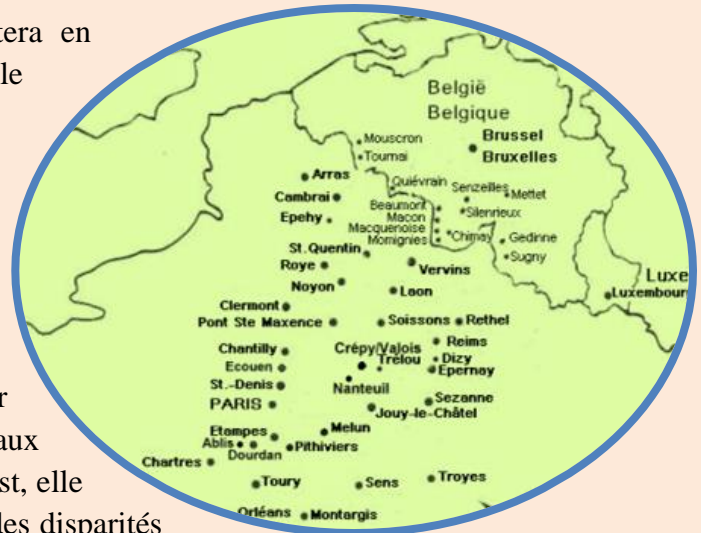 tera en
le
België
Belgique
Brussel
Bruxelles
Mouscron
Tournai
Arras
Quiévrain
Senzeilles
Mettet
Cambrai
Beaumont
Silenrieux
Epehy
Macon
Macquenoise
Chimay
Gedinne
Momignies
St.Quentin
Sugny
Roye
Vervins
Luxe
Noyon
Laon
Luxembourg
Clermont
Pont Ste Maxence
Soissons
Rethel
Chantilly
Crépy/Valois
Reims
Ecouen
Trélou
Dizy
Epernay
St.-Denis
Nanteuil
r
PARIS
Sezanne
Jouy-le-Châtel
aux
Etampes
Melun
Ablis
Dourdan
Pithiviers
Chartres
st, elle
Toury
Sens
Troyes
les disparités
Orléans
Montargis